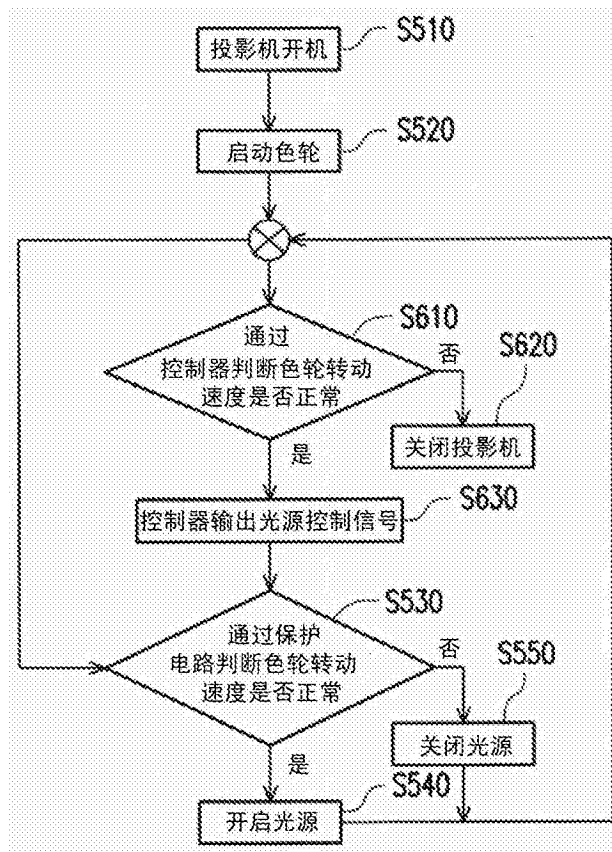 投影机开机
S510
启动色轮
S520
通过
控制器判断色轮转动
速度是否正常
S610
否
S620
关闭投影机
是
控制器输出光源控制信号
S630
通过保护
电路判断色轮转动
速度是否正常
S530
否
S550
关闭光源
是
开启光源
S540